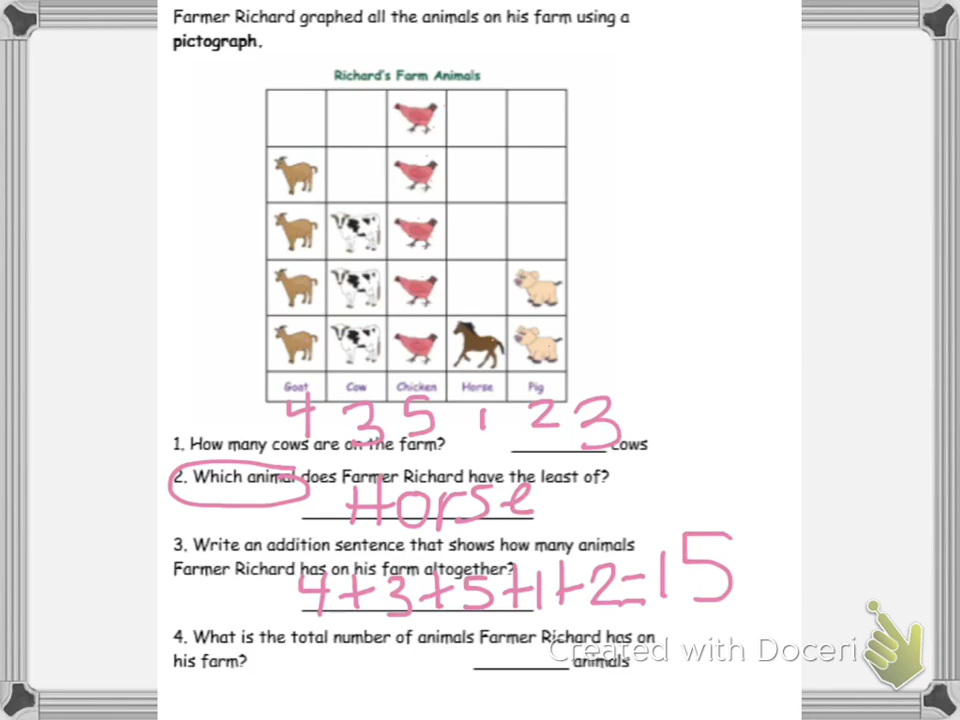 Farmer Richard graphed all the animals on his farm using a
pictograph.
Richard's Farm Animals
Goat Cow Chicken Horse Pig
4 3 5 1 2 3
1. How many cows are on the farm? __________ cows
2. Which animal does Farmer Richard have the least of?
Horse
3. Write an addition sentence that shows how many animals
Farmer Richard has on his farm altogether?
4+3+5+1+2=15
4. What is the total number of animals Farmer Richard has on
his farm? __________ animals
Created with Doceri